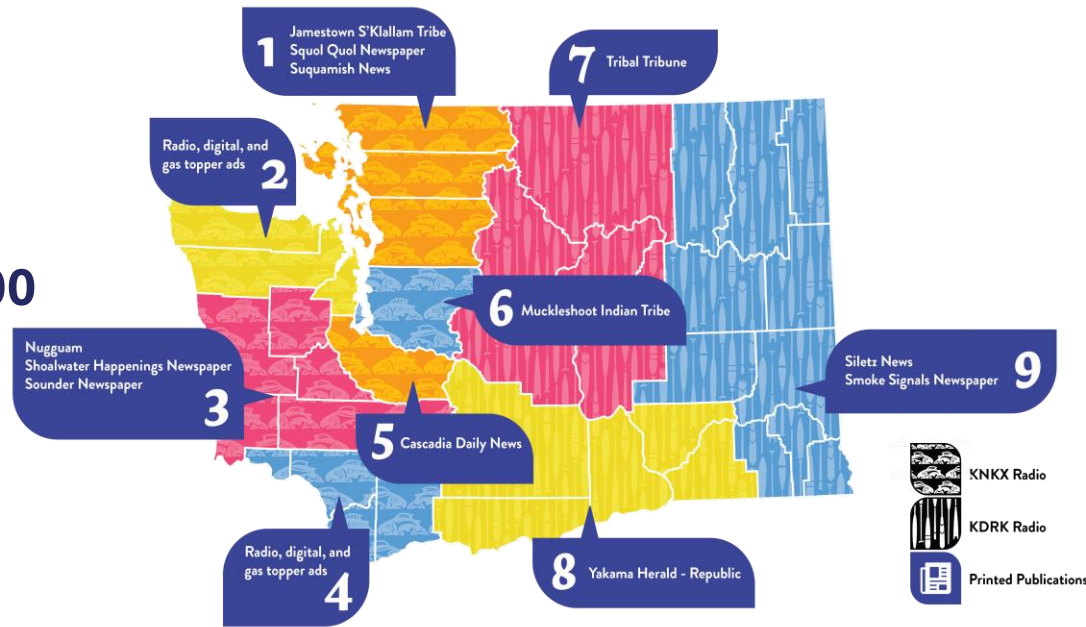 1
Jamestown S'Klallam Tribe
Squol Quol Newspaper
Suquamish News
7
Tribal Tribune
Radio, digital, and
gas topper ads
2
00
6
Muckleshoot Indian Tribe
Nugguam
Shoalwater Happenings Newspaper
Sounder Newspaper
3
Siletz News
Smoke Signals Newspaper
9
5
Cascadia Daily News
KNKX Radio
KDRK Radio
Radio, digital, and
gas topper ads
4
8
Yakama Herald - Republic
Printed Publications